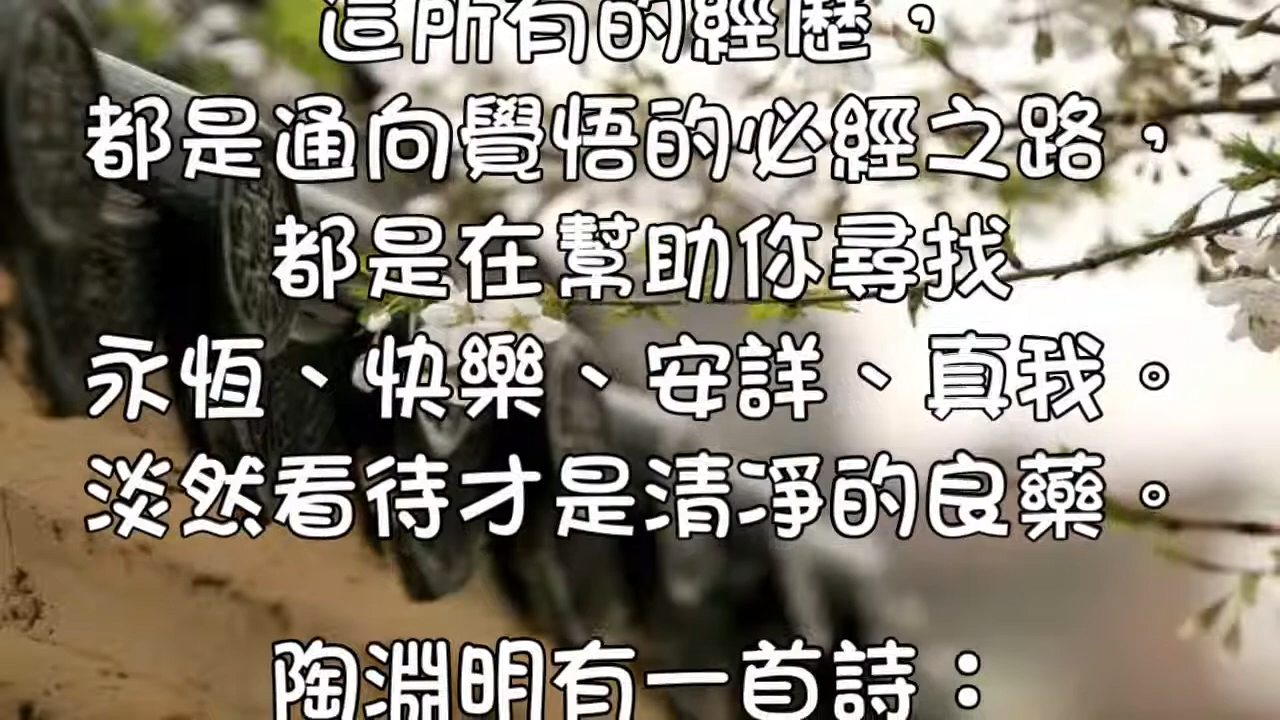 這所有的經歷，
都是通向覺悟的必經之路，
都是在幫助你尋找
永恆、快樂、安詳、真我。
淡然看待才是清淨的良藥。
陶淵明有一首詩：